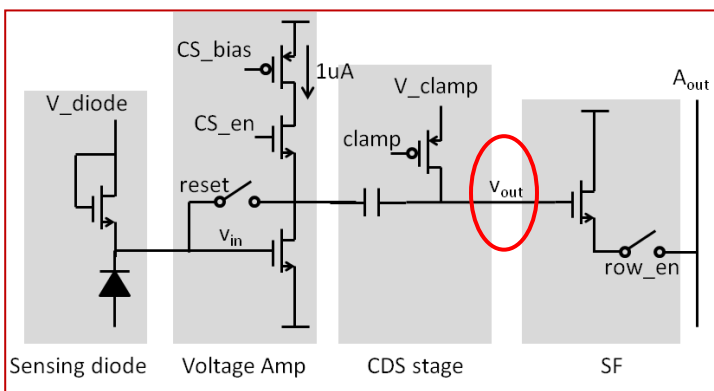 CS_bias
1uA
V_diode
V_clamp
A_out
CS_en
clamp
reset
v_out
v_in
row_en
Sensing diode
Voltage Amp
CDS stage
SF